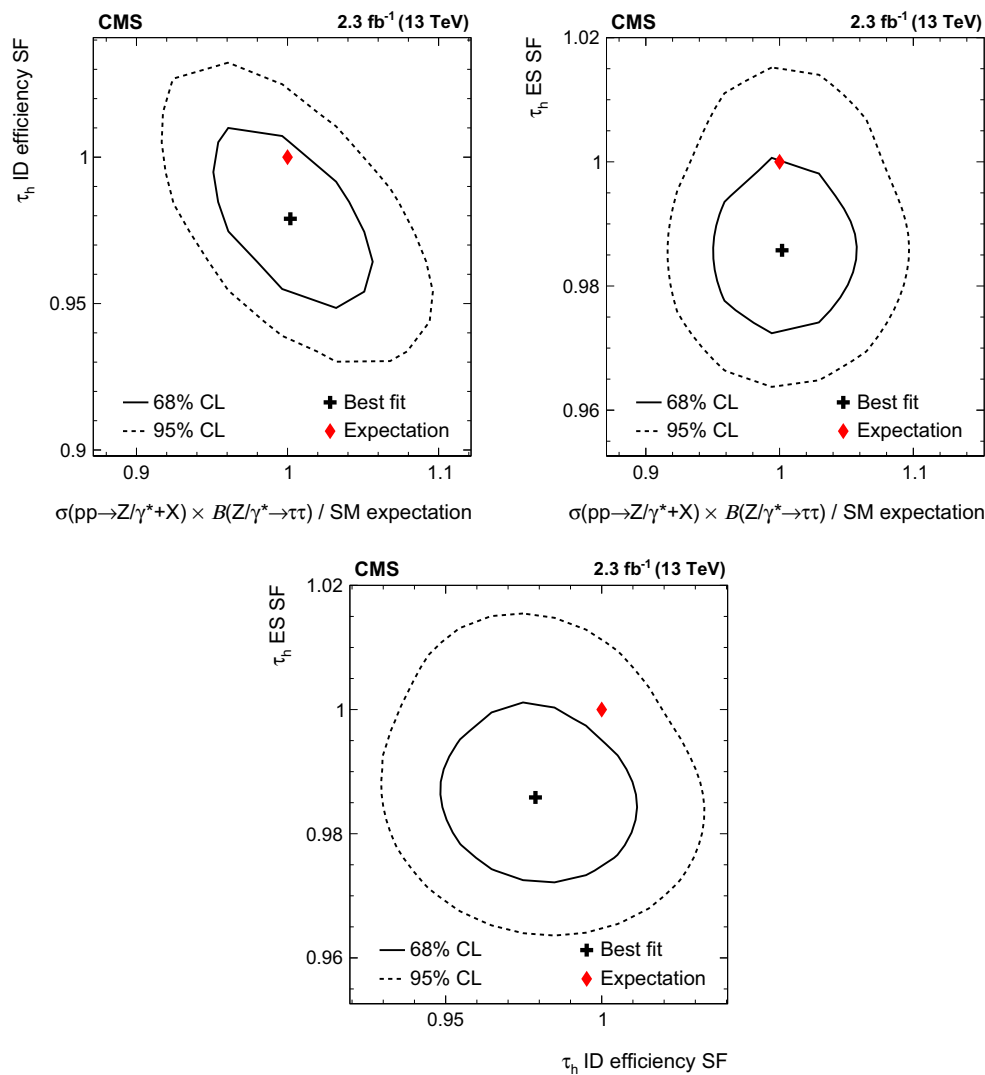 CMS 2.3 fb⁻¹ (13 TeV)
τₕ ID efficiency SF
1
0.95
0.9
68% CL Best fit
95% CL Expectation
0.9 1 1.1
σ(pp→Z/γ*+X) × B(Z/γ*→ττ) / SM expectation
CMS 2.3 fb⁻¹ (13 TeV)
τₕ ES SF
1.02
1
0.98
0.96
68% CL Best fit
95% CL Expectation
0.9 1 1.1
σ(pp→Z/γ*+X) × B(Z/γ*→ττ) / SM expectation
CMS 2.3 fb⁻¹ (13 TeV)
τₕ ES SF
1.02
1
0.98
0.96
68% CL Best fit
95% CL Expectation
0.95 1
τₕ ID efficiency SF